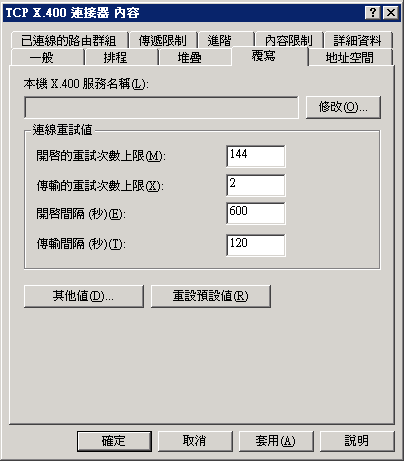 TCP X.400 連接器 內容
已連線的路由群組 傳遞限制 進階 內容限制 詳細資料
一般 排程 堆疊 覆寫 地址空間
本機 X.400 服務名稱(L):
修改(O)...
連線重試值
開啟的重試次數上限(M): 144
傳輸的重試次數上限(X): 2
開啟間隔 (秒)(E): 600
傳輸間隔 (秒)(T): 120
其他值(D)... 重設預設值(R)
確定 取消 套用(A) 說明